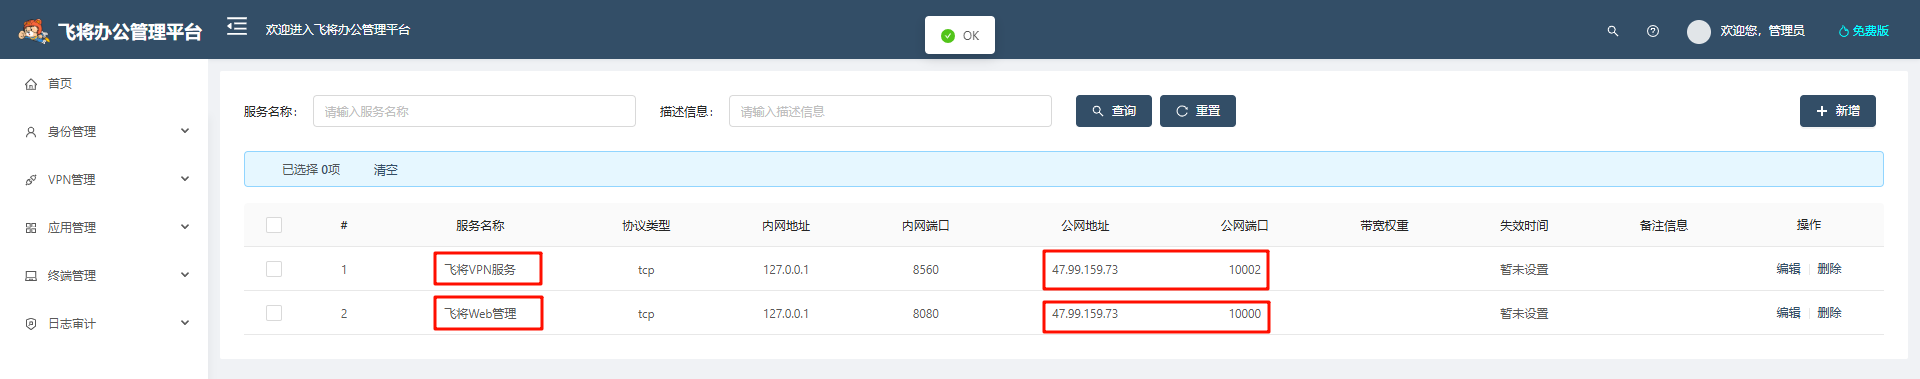 飞将办公管理平台
欢迎进入飞将办公管理平台
OK
欢迎您，管理员
免费版
首页
身份管理
VPN管理
应用管理
终端管理
日志审计
服务名称： 请输入服务名称 描述信息： 请输入描述信息 查询 重置 新增
已选择 0项 清空
# 服务名称 协议类型 内网地址 内网端口 公网地址 公网端口 带宽权重 失效时间 备注信息 操作
1 飞将VPN服务 tcp 127.0.0.1 8560 47.99.159.73 10002 暂未设置 编辑 删除
2 飞将Web管理 tcp 127.0.0.1 8080 47.99.159.73 10000 暂未设置 编辑 删除